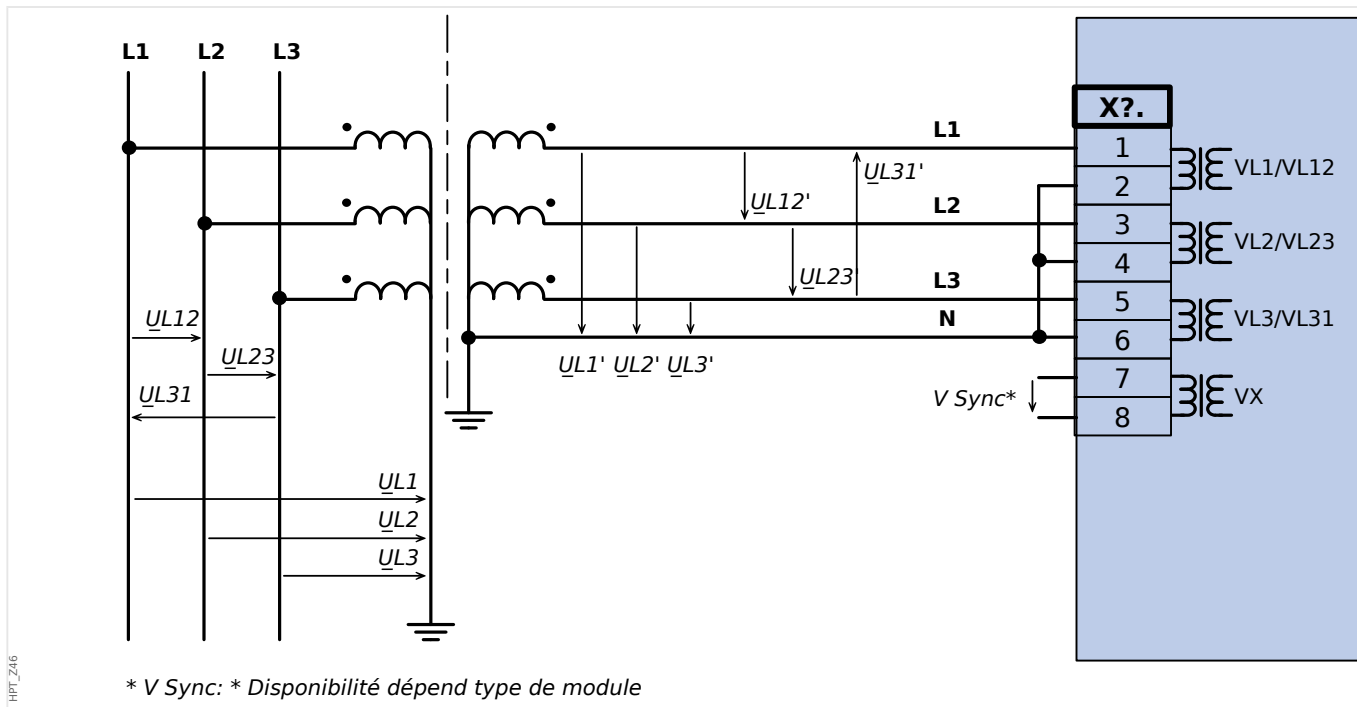 L1 L2 L3
X?.
L1
1
VL1/VL12
UL31'
2
UL12'
L2
3
VL2/VL23
4
UL23'
L3
5
VL3/VL31
UL12
N
6
UL23
UL1' UL2' UL3'
7
UL31
V Sync*
VX
8
UL1
UL2
UL3
* V Sync: * Disponibilité dépend type de module
HPT_Z46